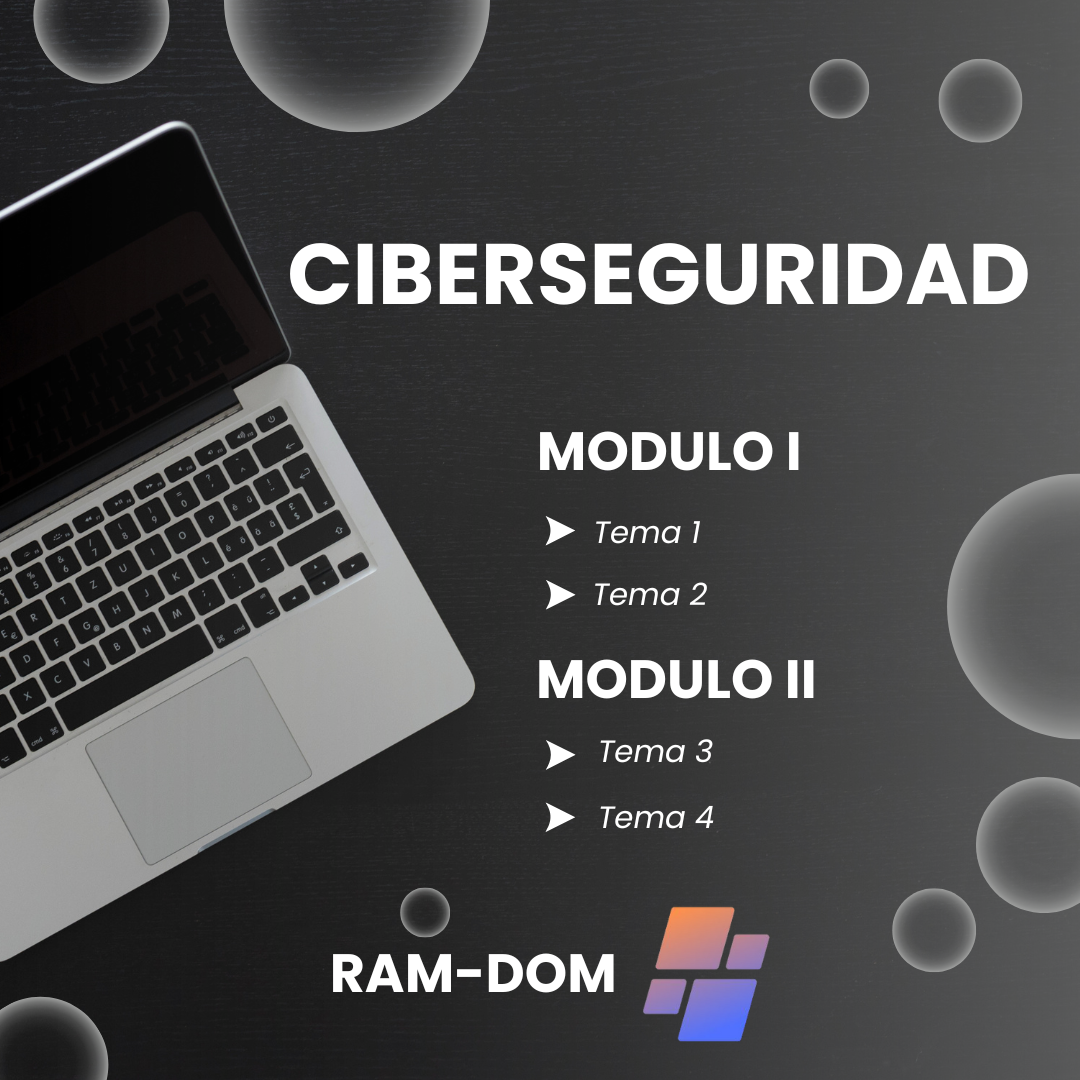 CIBERSEGURIDAD
MODULO I
Tema 1
Tema 2
MODULO II
Tema 3
Tema 4
RAM-DOM